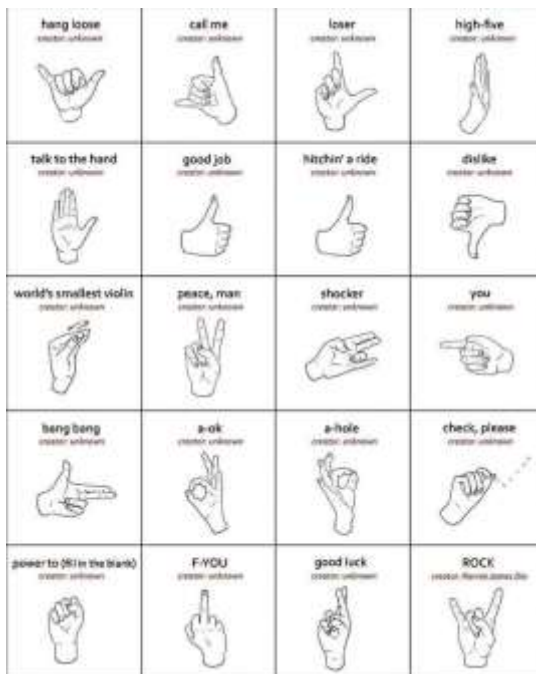 hang loose
creator: unknown
call me
creator: unknown
loser
creator: unknown
high-five
creator: unknown
talk to the hand
creator: unknown
good job
creator: unknown
hitchin' a ride
creator: unknown
dislike
creator: unknown
world's smallest violin
creator: unknown
peace, man
creator: unknown
shocker
creator: unknown
you
creator: unknown
bang bang
creator: unknown
a-ok
creator: unknown
a-hole
creator: unknown
check, please
creator: unknown
power to (fill in the blank)
creator: unknown
F-YOU
creator: unknown
good luck
creator: unknown
ROCK
creator: Ronnie James Dio